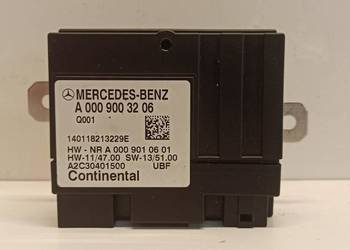 MERCEDES-BENZ
A 000 900 32 06
Q001
140118213229E
HW - NR A 000 901 06 01
HW-11/47.00 SW-13/51.00
A2C30401500 UBF
Continental